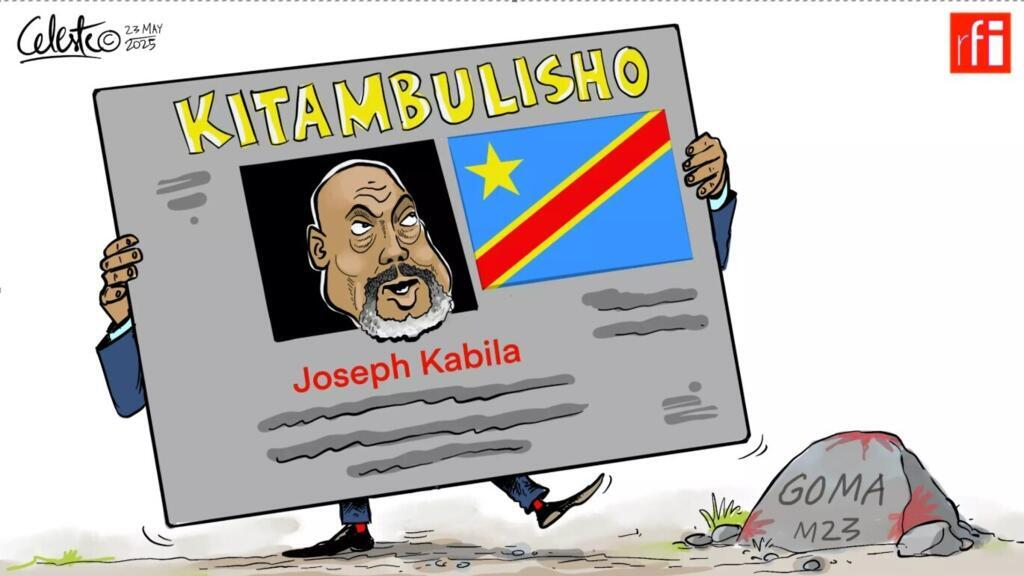 Celeste©
23 MAY
2025
rfi
KITAMBULISHO
Joseph Kabila
GOMA
M23